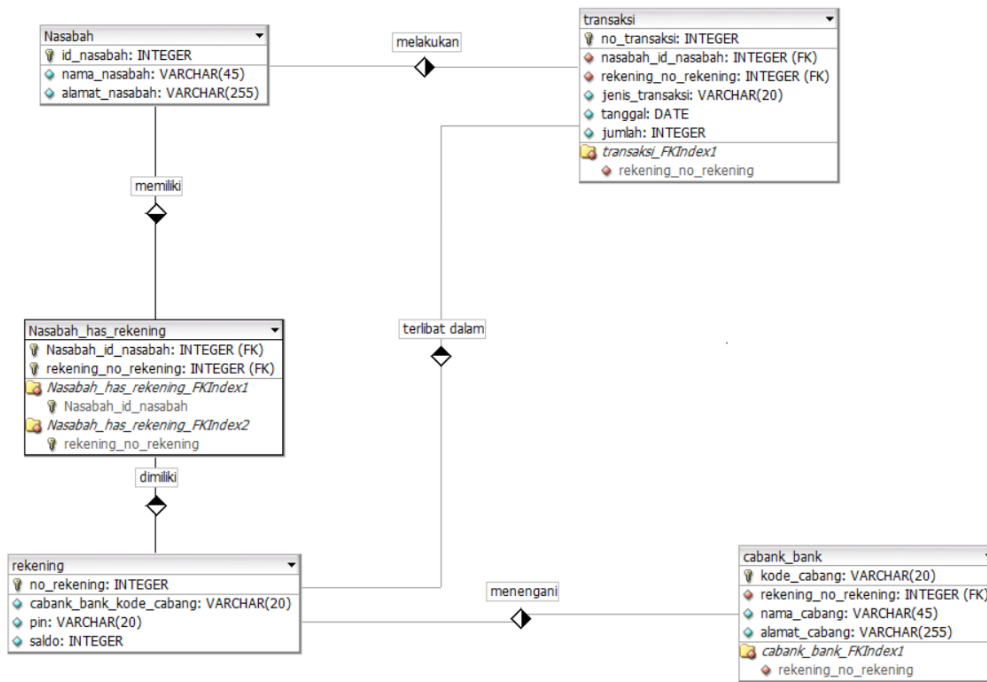 Nasabah
id_nasabah: INTEGER
nama_nasabah: VARCHAR(45)
alamat_nasabah: VARCHAR(255)
melakukan
transaksi
no_transaksi: INTEGER
nasabah_id_nasabah: INTEGER (FK)
rekening_no_rekening: INTEGER (FK)
jenis_transaksi: VARCHAR(20)
tanggal: DATE
jumlah: INTEGER
transaksi_FKIndex1
rekening_no_rekening
memiliki
Nasabah_has_rekening
Nasabah_id_nasabah: INTEGER (FK)
rekening_no_rekening: INTEGER (FK)
Nasabah_has_rekening_FKIndex1
Nasabah_id_nasabah
Nasabah_has_rekening_FKIndex2
rekening_no_rekening
terlibat dalam
dimiliki
rekening
no_rekening: INTEGER
cabank_bank_kode_cabang: VARCHAR(20)
pin: VARCHAR(20)
saldo: INTEGER
menengani
cabank_bank
kode_cabang: VARCHAR(20)
rekening_no_rekening: INTEGER (FK)
nama_cabang: VARCHAR(45)
alamat_cabang: VARCHAR(255)
cabank_bank_FKIndex1
rekening_no_rekening